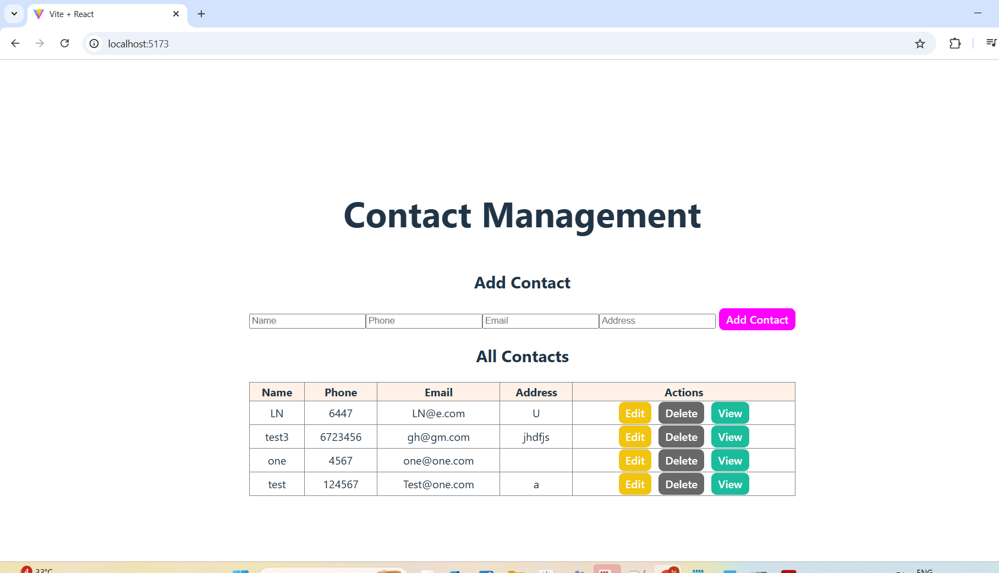 Vite + React
localhost:5173
Contact Management
Add Contact
Name Phone Email Address Add Contact
All Contacts
Name Phone Email Address Actions
LN 6447 LN@e.com U Edit Delete View
test3 6723456 gh@gm.com jhdfjs Edit Delete View
one 4567 one@one.com Edit Delete View
test 124567 Test@one.com a Edit Delete View
4 33°C hi ENG